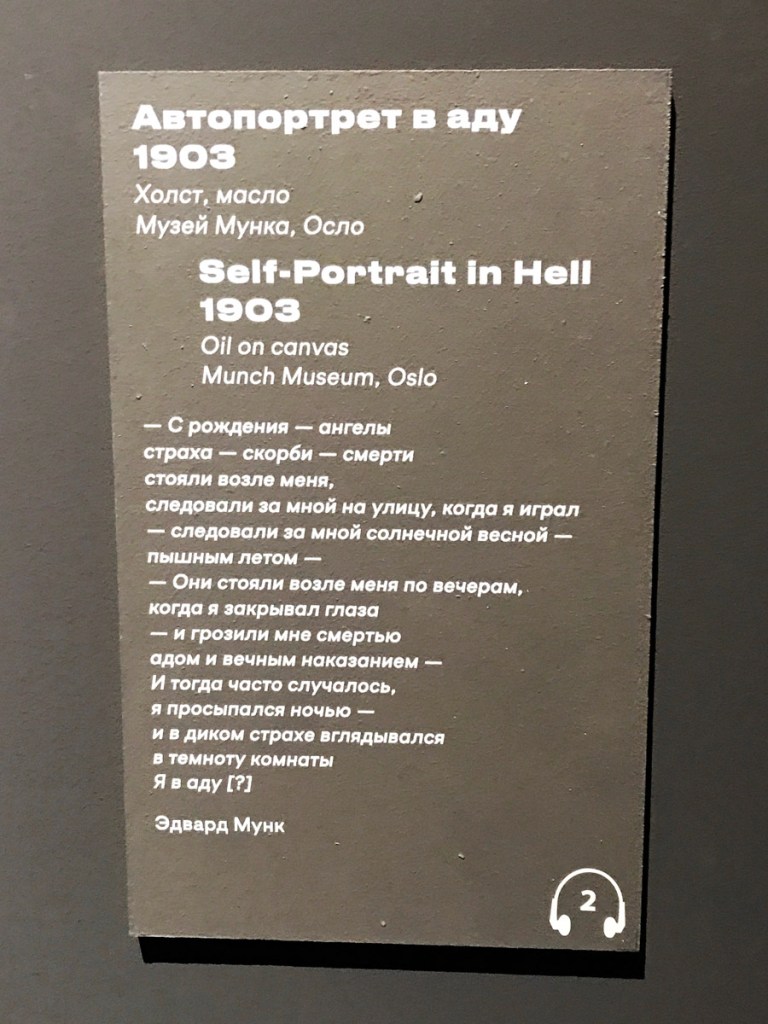 Автопортрет в аду
1903
Холст, масло
Музей Мунка, Осло
Self-Portrait in Hell
1903
Oil on canvas
Munch Museum, Oslo
— С рождения — ангелы
страха — скорби — смерти
стояли возле меня,
следовали за мной на улицу, когда я играл
— следовали за мной солнечной весной —
пышным летом —
— Они стояли возле меня по вечерам,
когда я закрывал глаза
— и грозили мне смертью
адом и вечным наказанием —
И тогда часто случалось,
я просыпался ночью —
и в диком страхе вглядывался
в темноту комнаты
Я в аду [?]
Эдвард Мунк
2